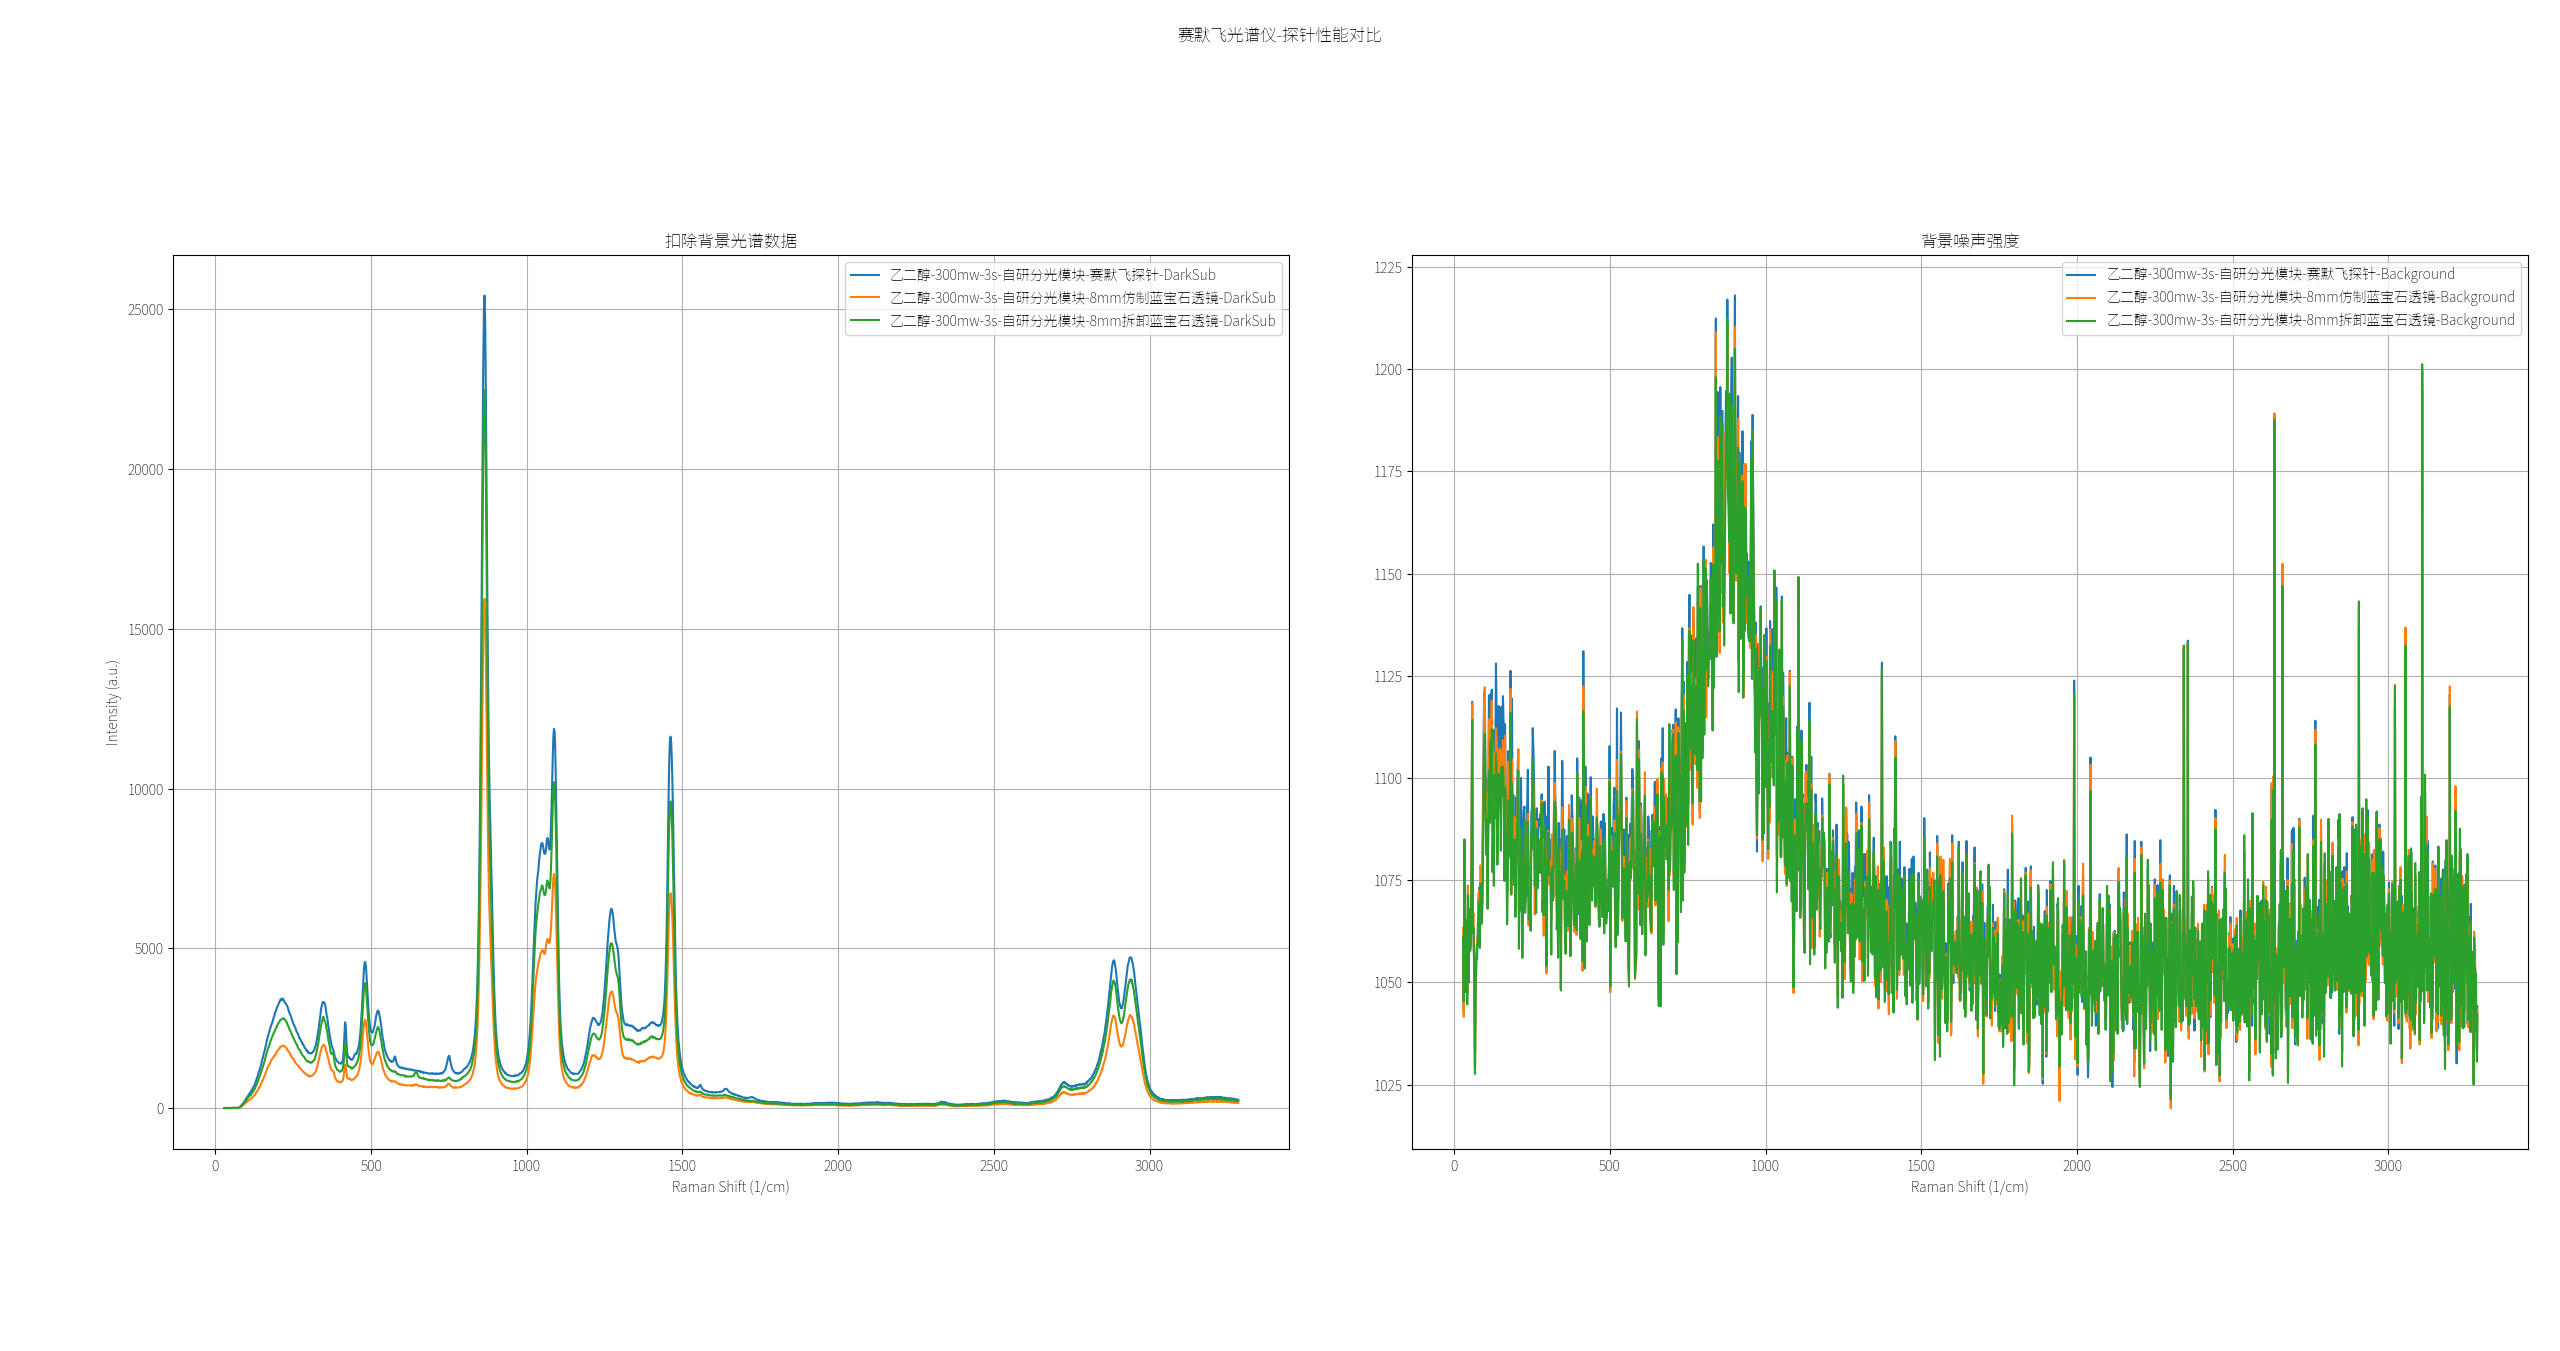 赛默飞光谱仪-探针性能对比
扣除背景光谱数据
乙二醇-300mw-3s-自研分光模块-赛默飞探针-DarkSub
乙二醇-300mw-3s-自研分光模块-8mm仿制蓝宝石透镜-DarkSub
乙二醇-300mw-3s-自研分光模块-8mm拆卸蓝宝石透镜-DarkSub
25000
20000
15000
10000
5000
0
Intensity (a.u.)
0 500 1000 1500 2000 2500 3000
Raman Shift (1/cm)
背景噪声强度
乙二醇-300mw-3s-自研分光模块-赛默飞探针-Background
乙二醇-300mw-3s-自研分光模块-8mm仿制蓝宝石透镜-Background
乙二醇-300mw-3s-自研分光模块-8mm拆卸蓝宝石透镜-Background
1225
1200
1175
1150
1125
1100
1075
1050
1025
0 500 1000 1500 2000 2500 3000
Raman Shift (1/cm)